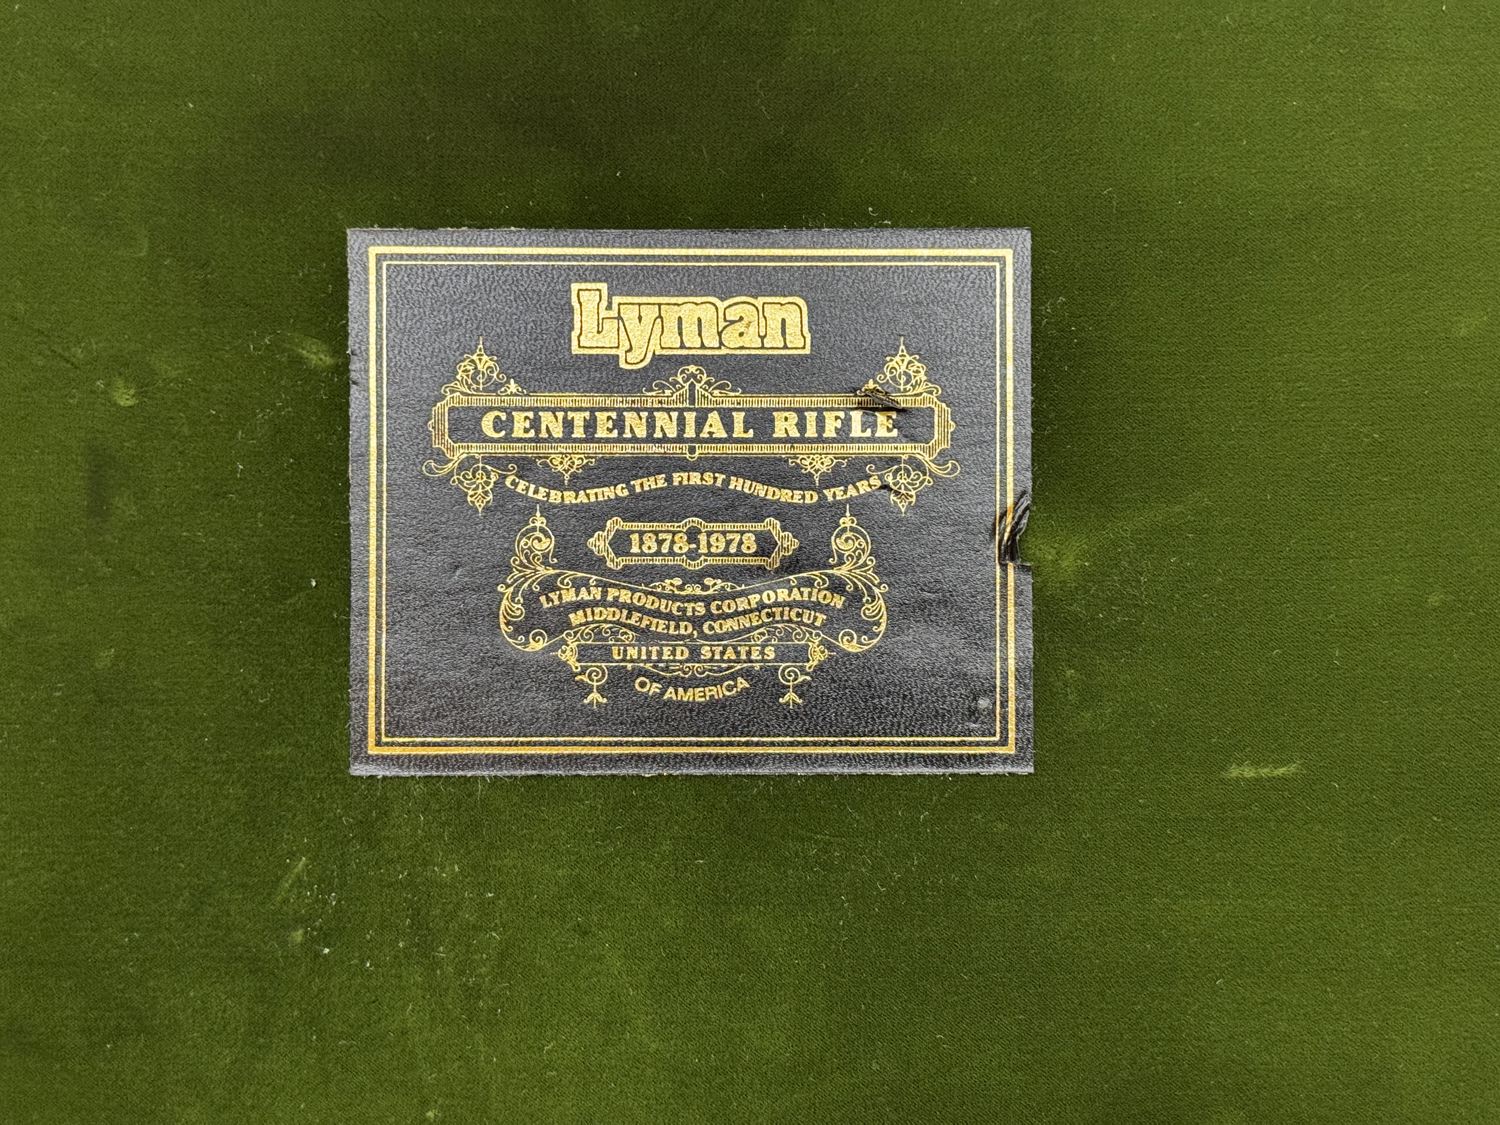 Lyman
CENTENNIAL RIFLE
CELEBRATING THE FIRST HUNDRED YEARS
1878-1978
LYMAN PRODUCTS CORPORATION
MIDDLEFIELD, CONNECTICUT
UNITED STATES
OF AMERICA